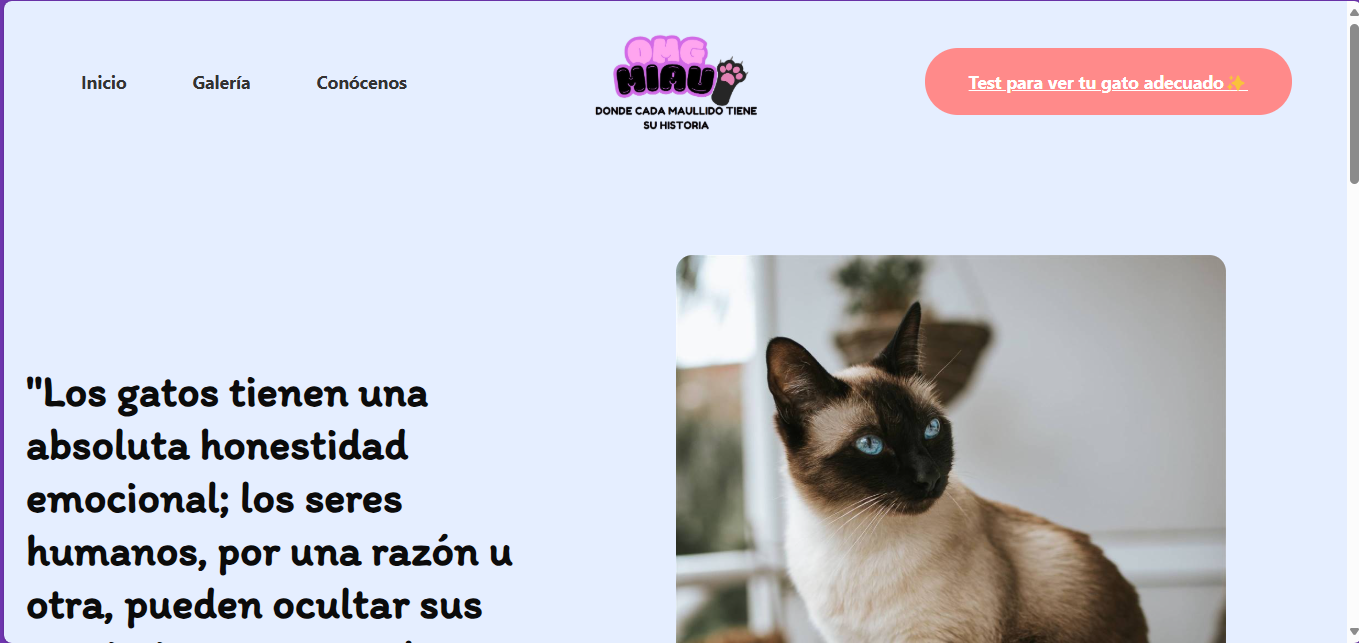 Inicio
Galería
Conócenos
OMG
MIAU
DONDE CADA MAULLIDO TIENE
SU HISTORIA
Test para ver tu gato adecuado✨
"Los gatos tienen una
absoluta honestidad
emocional; los seres
humanos, por una razón u
otra, pueden ocultar sus